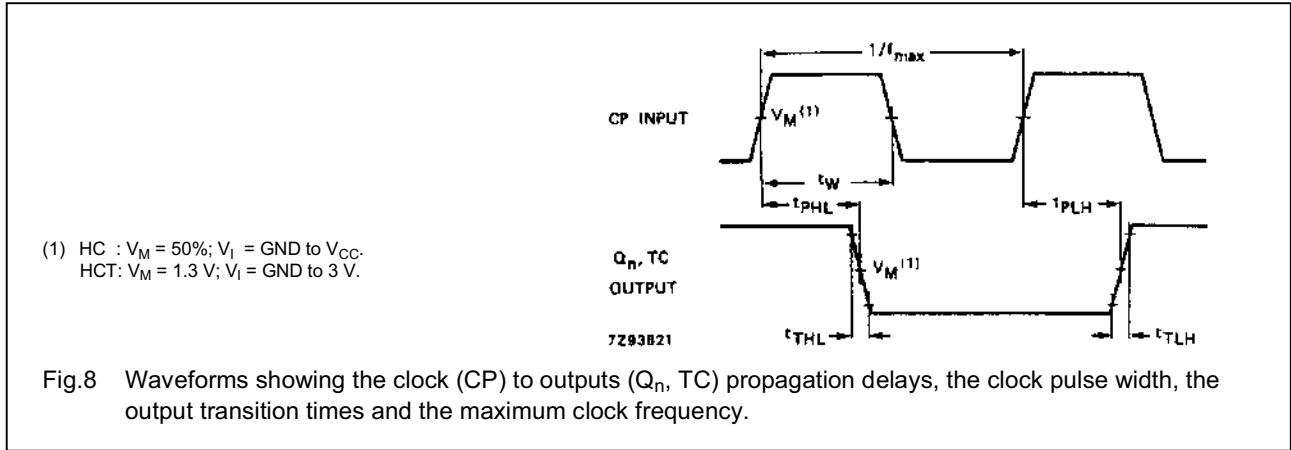 1/fmax
CP INPUT
VM(1)
tW
tPHL
tPLH
(1) HC : VM = 50%; VI = GND to VCC.
HCT: VM = 1.3 V; VI = GND to 3 V.
Qn, TC
OUTPUT
VM(1)
7Z93821
tTHL
tTLH
Fig.8 Waveforms showing the clock (CP) to outputs (Qn, TC) propagation delays, the clock pulse width, the
output transition times and the maximum clock frequency.